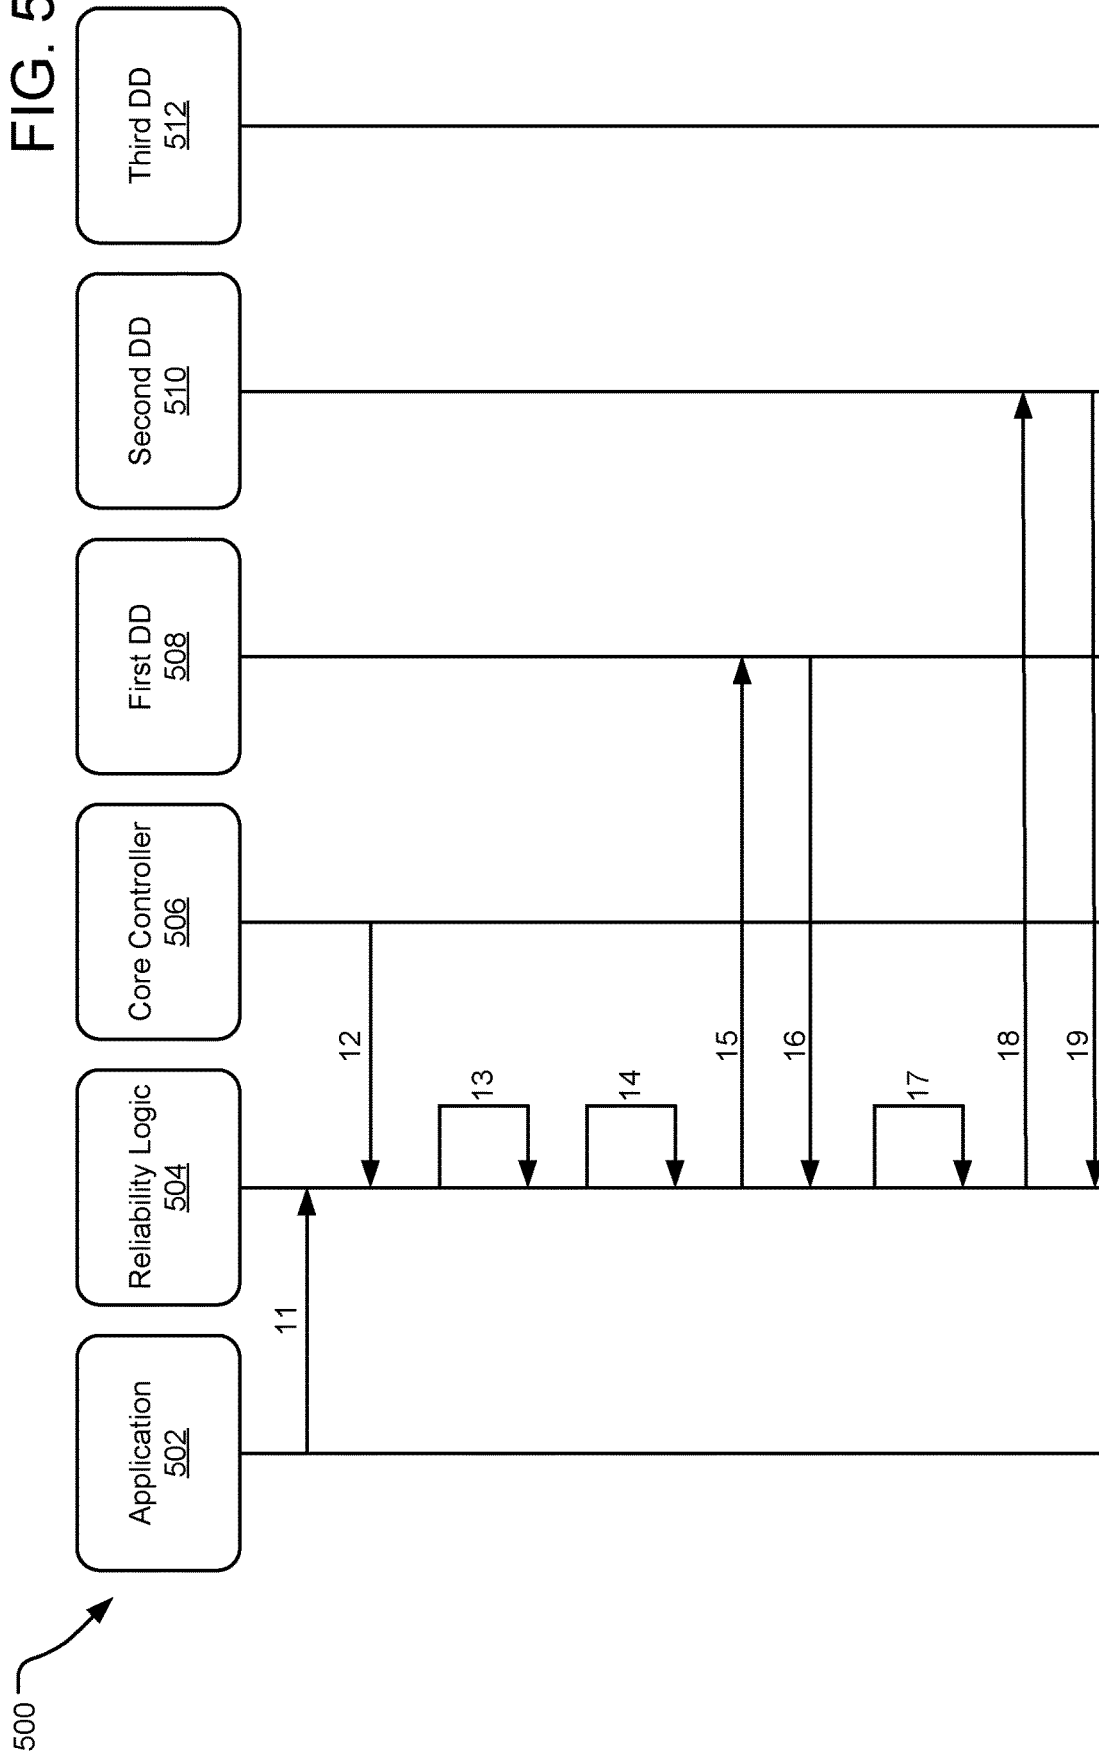 FIG. 5
500
Application
502
Reliability Logic
504
Core Controller
506
First DD
508
Second DD
510
Third DD
512
11
12
13
14
15
16
17
18
19